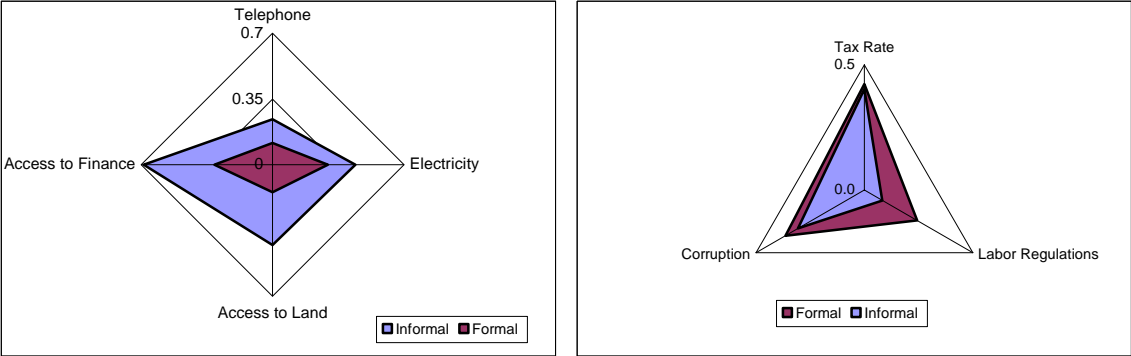 Telephone
0.7
0.35
Access to Finance
0
Electricity
Access to Land
Informal Formal
Tax Rate
0.5
0.0
Corruption
Labor Regulations
Formal Informal